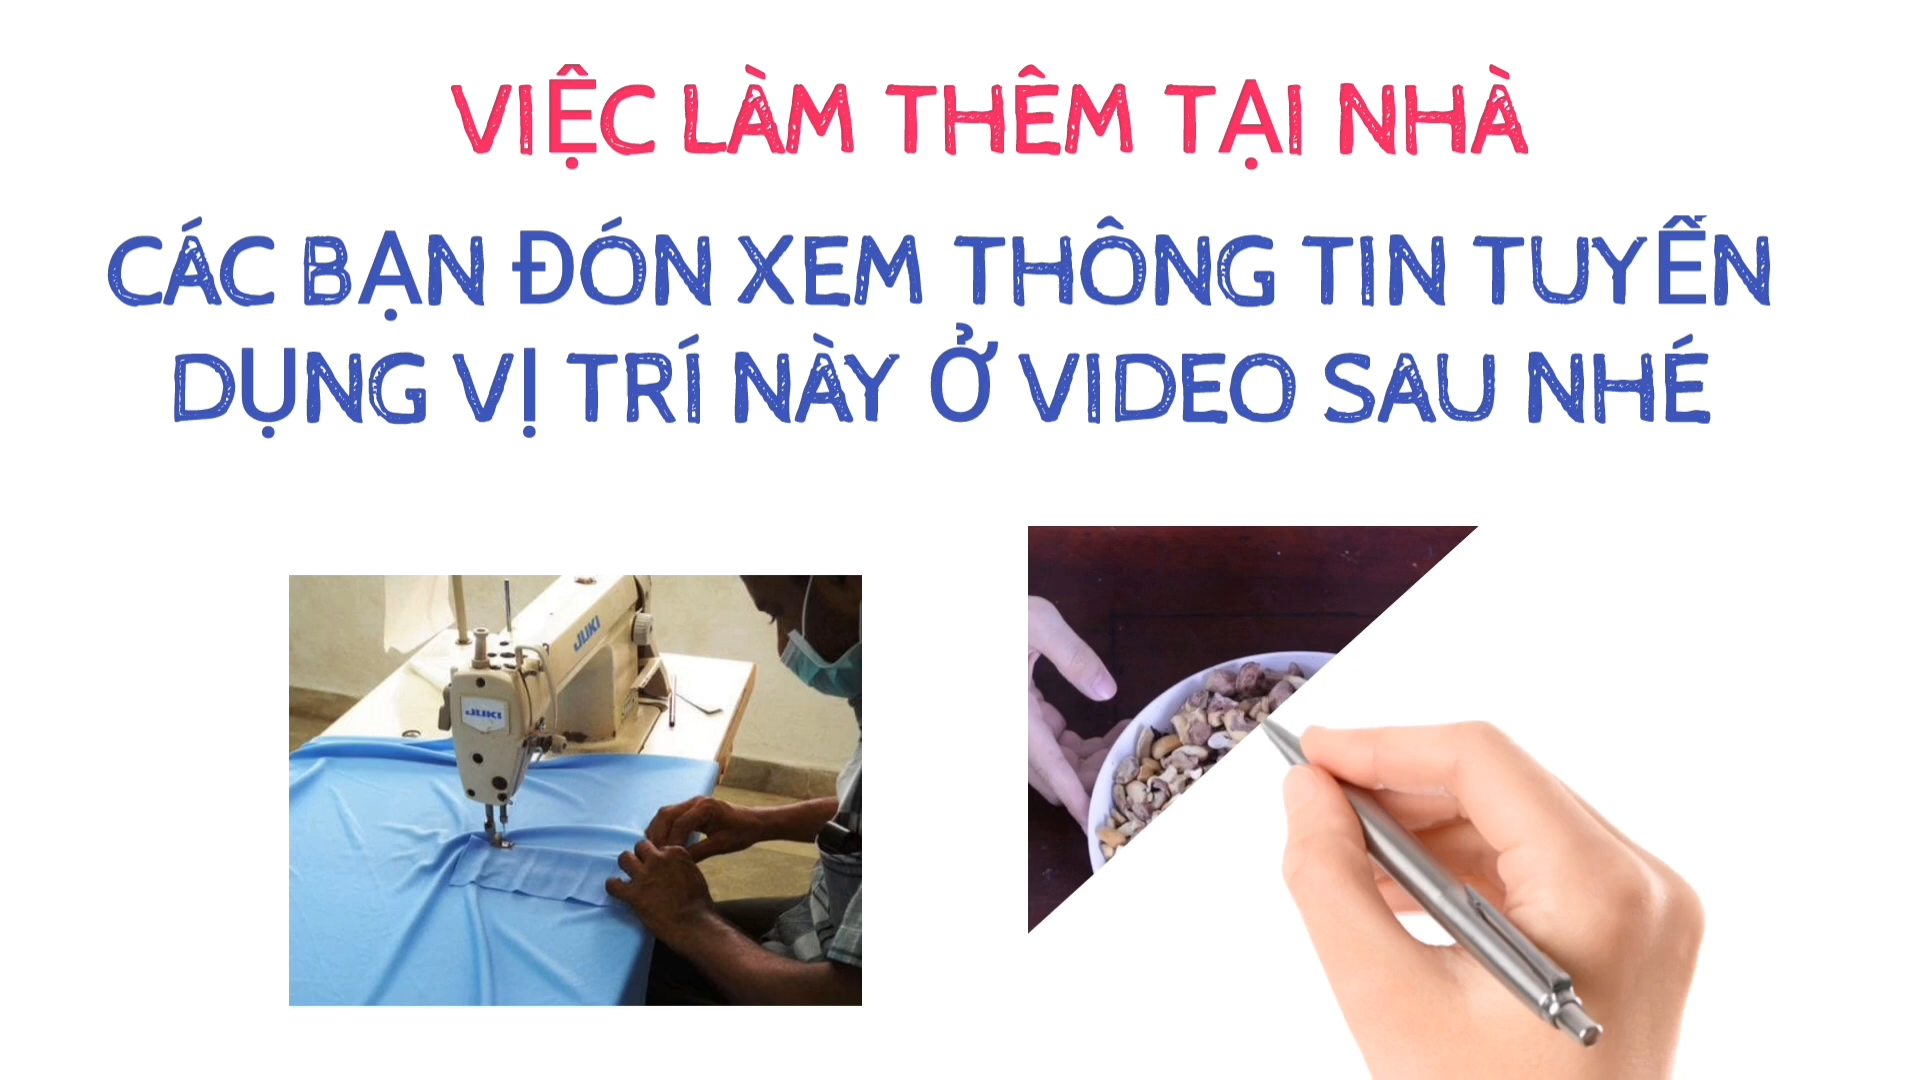 VIỆC LÀM THÊM TẠI NHÀ
CÁC BẠN ĐÓN XEM THÔNG TIN TUYỄN
DỤNG VỊ TRÍ NÀY Ở VIDEO SAU NHÉ
JUKI
JUKI